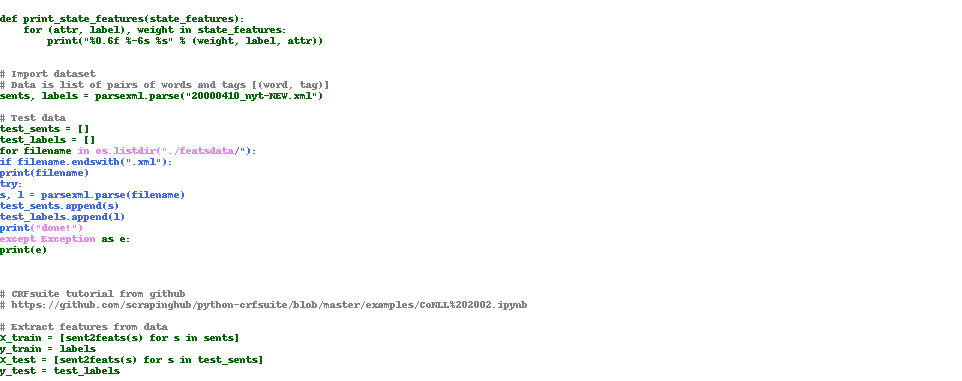 def print_state_features(state_features):
    for (attr, label), weight in state_features:
        print("%0.6f %-6s %s" % (weight, label, attr))
# Import dataset
# Data is list of pairs of words and tags [(word, tag)]
sents, labels = parsexml.parse("20000410_nyt-NEW.xml")
# Test data
test_sents = []
test_labels = []
for filename in os.listdir("./featsdata/"):
if filename.endswith(".xml"):
print(filename)
try:
s, l = parsexml.parse(filename)
test_sents.append(s)
test_labels.append(l)
print("done!")
except Exception as e:
print(e)
# CRFsuite tutorial from github
# https://github.com/scrapinghub/python-crfsuite/blob/master/examples/CoNLL%202002.ipynb
# Extract features from data
X_train = [sent2feats(s) for s in sents]
y_train = labels
X_test = [sent2feats(s) for s in test_sents]
y_test = test_labels